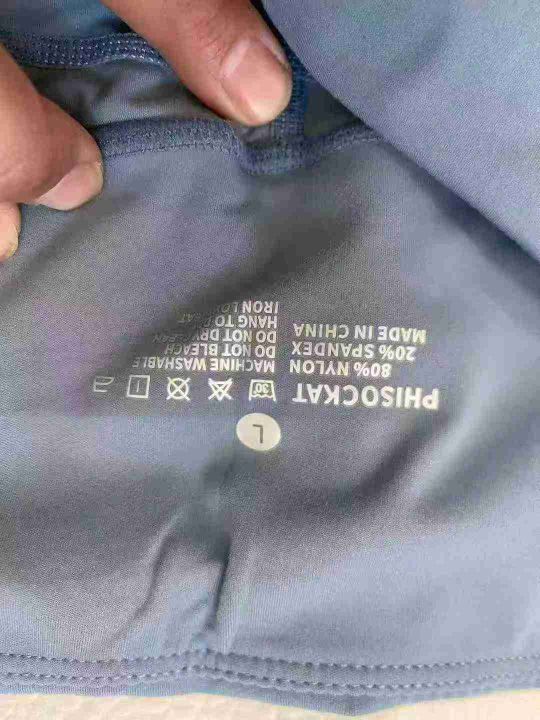 L
PHISOCKAT
30°
80% NYLON
20% SPANDEX
MADE IN CHINA
MACHINE WASHABLE
DO NOT BLEACH
DO NOT DRY CLEAN
HANG TO
IRON